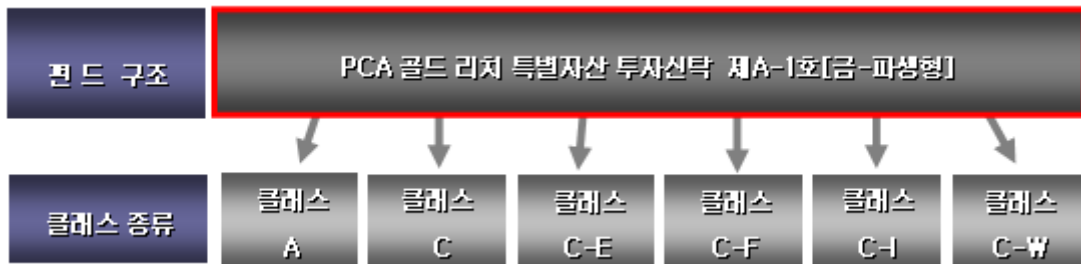 펀드 구조
PCA 골드 리치 특별자산 투자신탁 제A-1호[금-파생형]
클래스 종류
클래스
A
클래스
C
클래스
C-E
클래스
C-F
클래스
C-I
클래스
C-W